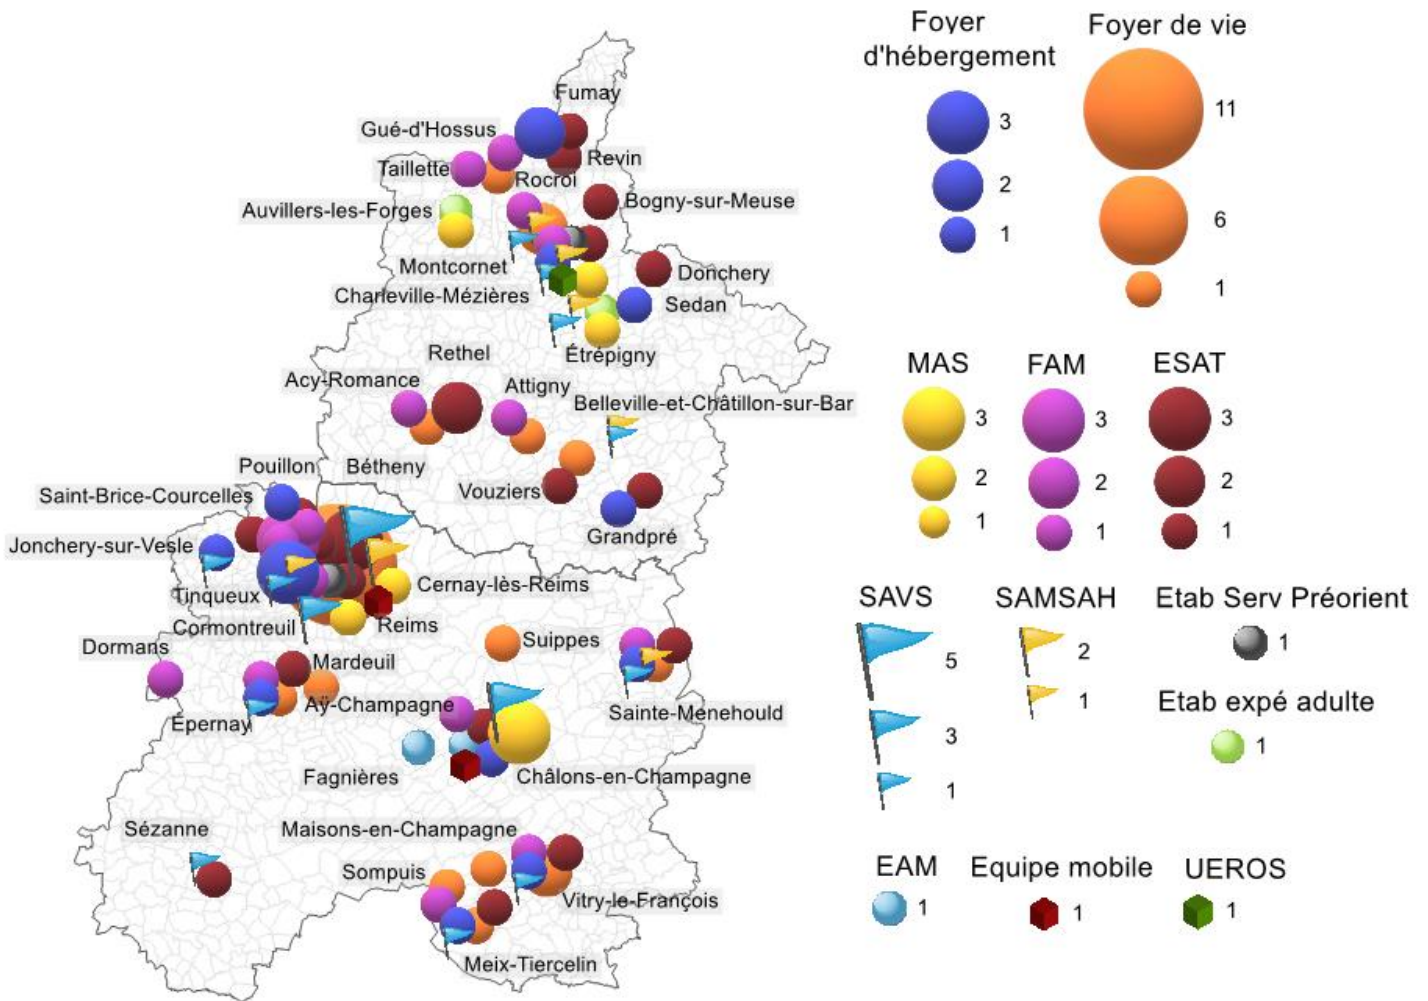 Foyer
d'hébergement
Foyer de vie
3
2
1
11
6
1
MAS
FAM
ESAT
3
2
1
3
2
1
3
2
1
SAVS
SAMSAH
Etab Serv Préorient
5
3
1
2
1
1
Etab expé adulte
1
EAM
Equipe mobile
UEROS
1
1
1
Fumay
Gué-d'Hossus
Revin
Taillette
Rocroi
Bogny-sur-Meuse
Auvillers-les-Forges
Montcornet
Donchery
Charleville-Mézières
Sedan
Étrépigny
Rethel
Acy-Romance
Attigny
Belleville-et-Châtillon-sur-Bar
Pouillon
Bétheny
Vouziers
Saint-Brice-Courcelles
Grandpré
Jonchery-sur-Vesle
Cernay-lès-Reims
Tinqueux
Cormontreuil
Reims
Suippes
Dormans
Mardeuil
Aÿ-Champagne
Sainte-Menehould
Épernay
Fagnières
Châlons-en-Champagne
Sézanne
Maisons-en-Champagne
Sompuis
Vitry-le-François
Meix-Tiercelin